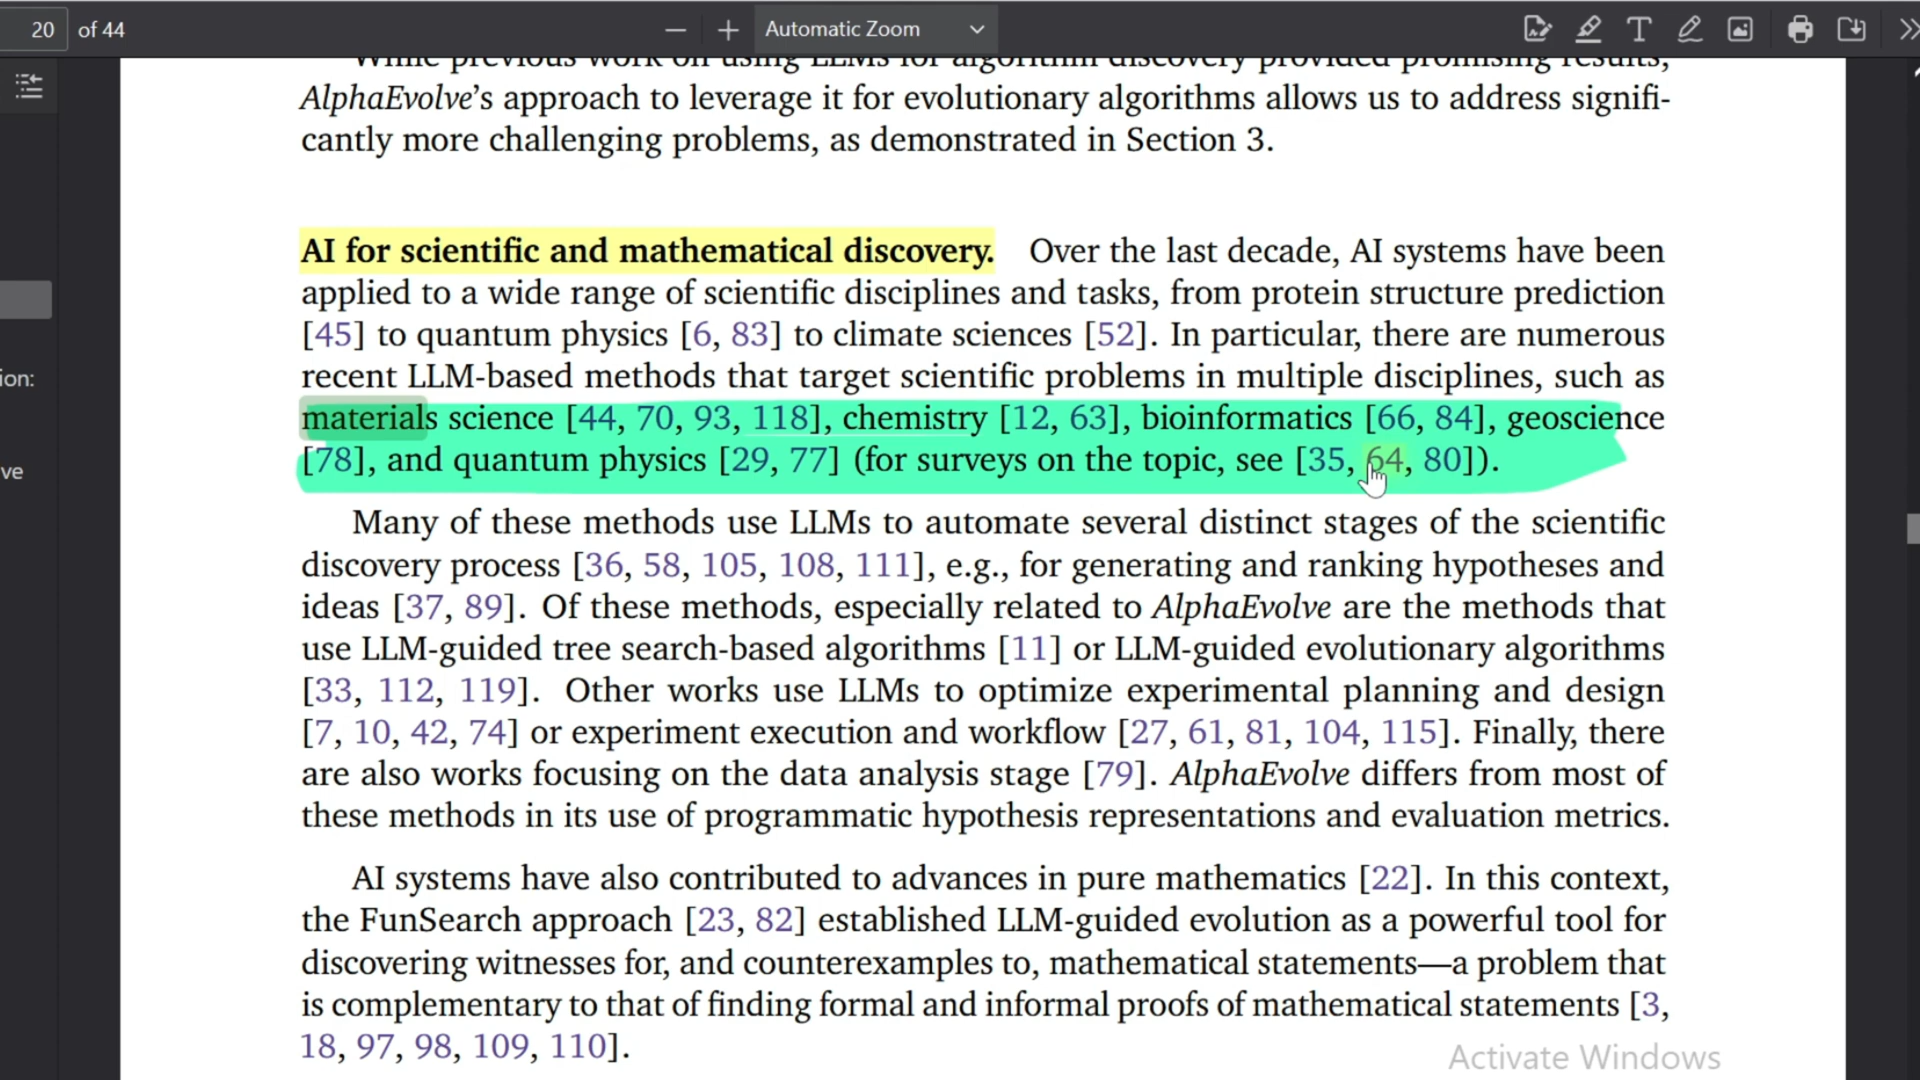 20 of 44
Automatic Zoom
While previous work on using LLMs for algorithm discovery provided promising results,
AlphaEvolve's approach to leverage it for evolutionary algorithms allows us to address signifi-
cantly more challenging problems, as demonstrated in Section 3.
AI for scientific and mathematical discovery. Over the last decade, AI systems have been
applied to a wide range of scientific disciplines and tasks, from protein structure prediction
[45] to quantum physics [6, 83] to climate sciences [52]. In particular, there are numerous
recent LLM-based methods that target scientific problems in multiple disciplines, such as
materials science [44, 70, 93, 118], chemistry [12, 63], bioinformatics [66, 84], geoscience
[78], and quantum physics [29, 77] (for surveys on the topic, see [35, 64, 80]).
Many of these methods use LLMs to automate several distinct stages of the scientific
discovery process [36, 58, 105, 108, 111], e.g., for generating and ranking hypotheses and
ideas [37, 89]. Of these methods, especially related to AlphaEvolve are the methods that
use LLM-guided tree search-based algorithms [11] or LLM-guided evolutionary algorithms
[33, 112, 119]. Other works use LLMs to optimize experimental planning and design
[7, 10, 42, 74] or experiment execution and workflow [27, 61, 81, 104, 115]. Finally, there
are also works focusing on the data analysis stage [79]. AlphaEvolve differs from most of
these methods in its use of programmatic hypothesis representations and evaluation metrics.
AI systems have also contributed to advances in pure mathematics [22]. In this context,
the FunSearch approach [23, 82] established LLM-guided evolution as a powerful tool for
discovering witnesses for, and counterexamples to, mathematical statements—a problem that
is complementary to that of finding formal and informal proofs of mathematical statements [3,
18, 97, 98, 109, 110].
ion:
ve
Activate Windows